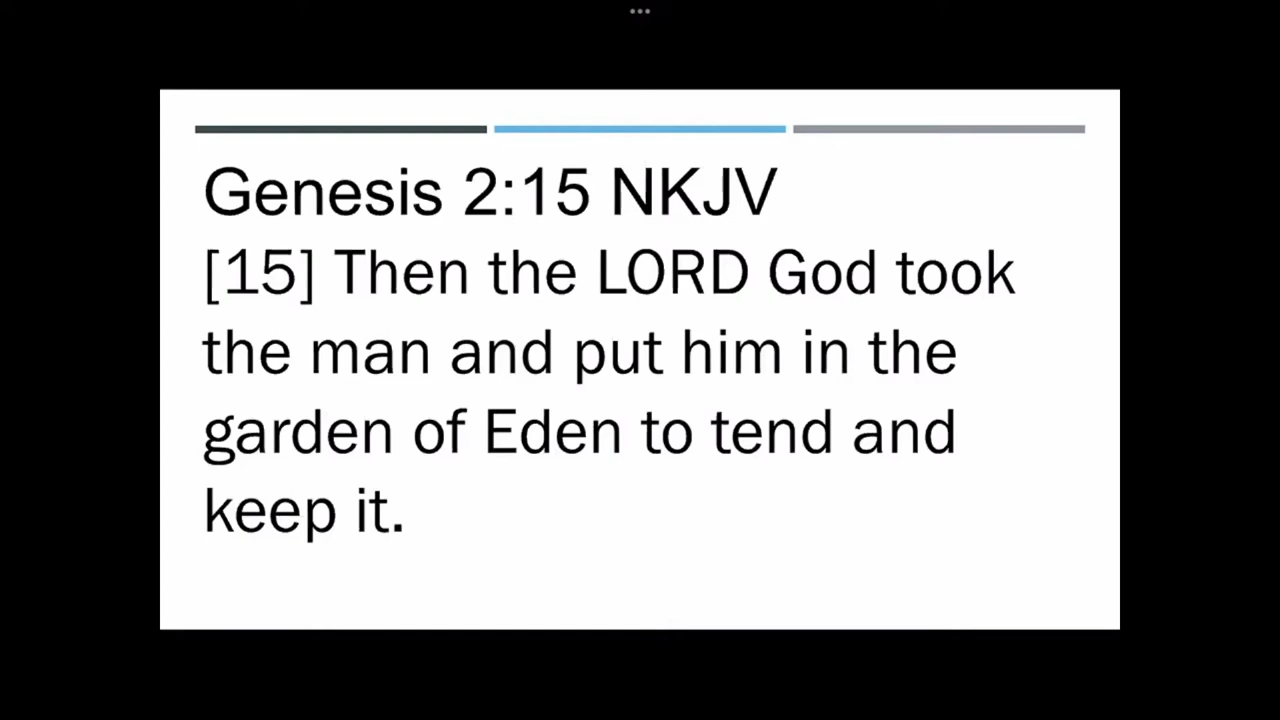 Genesis 2:15 NKJV
[15] Then the LORD God took
the man and put him in the
garden of Eden to tend and
keep it.